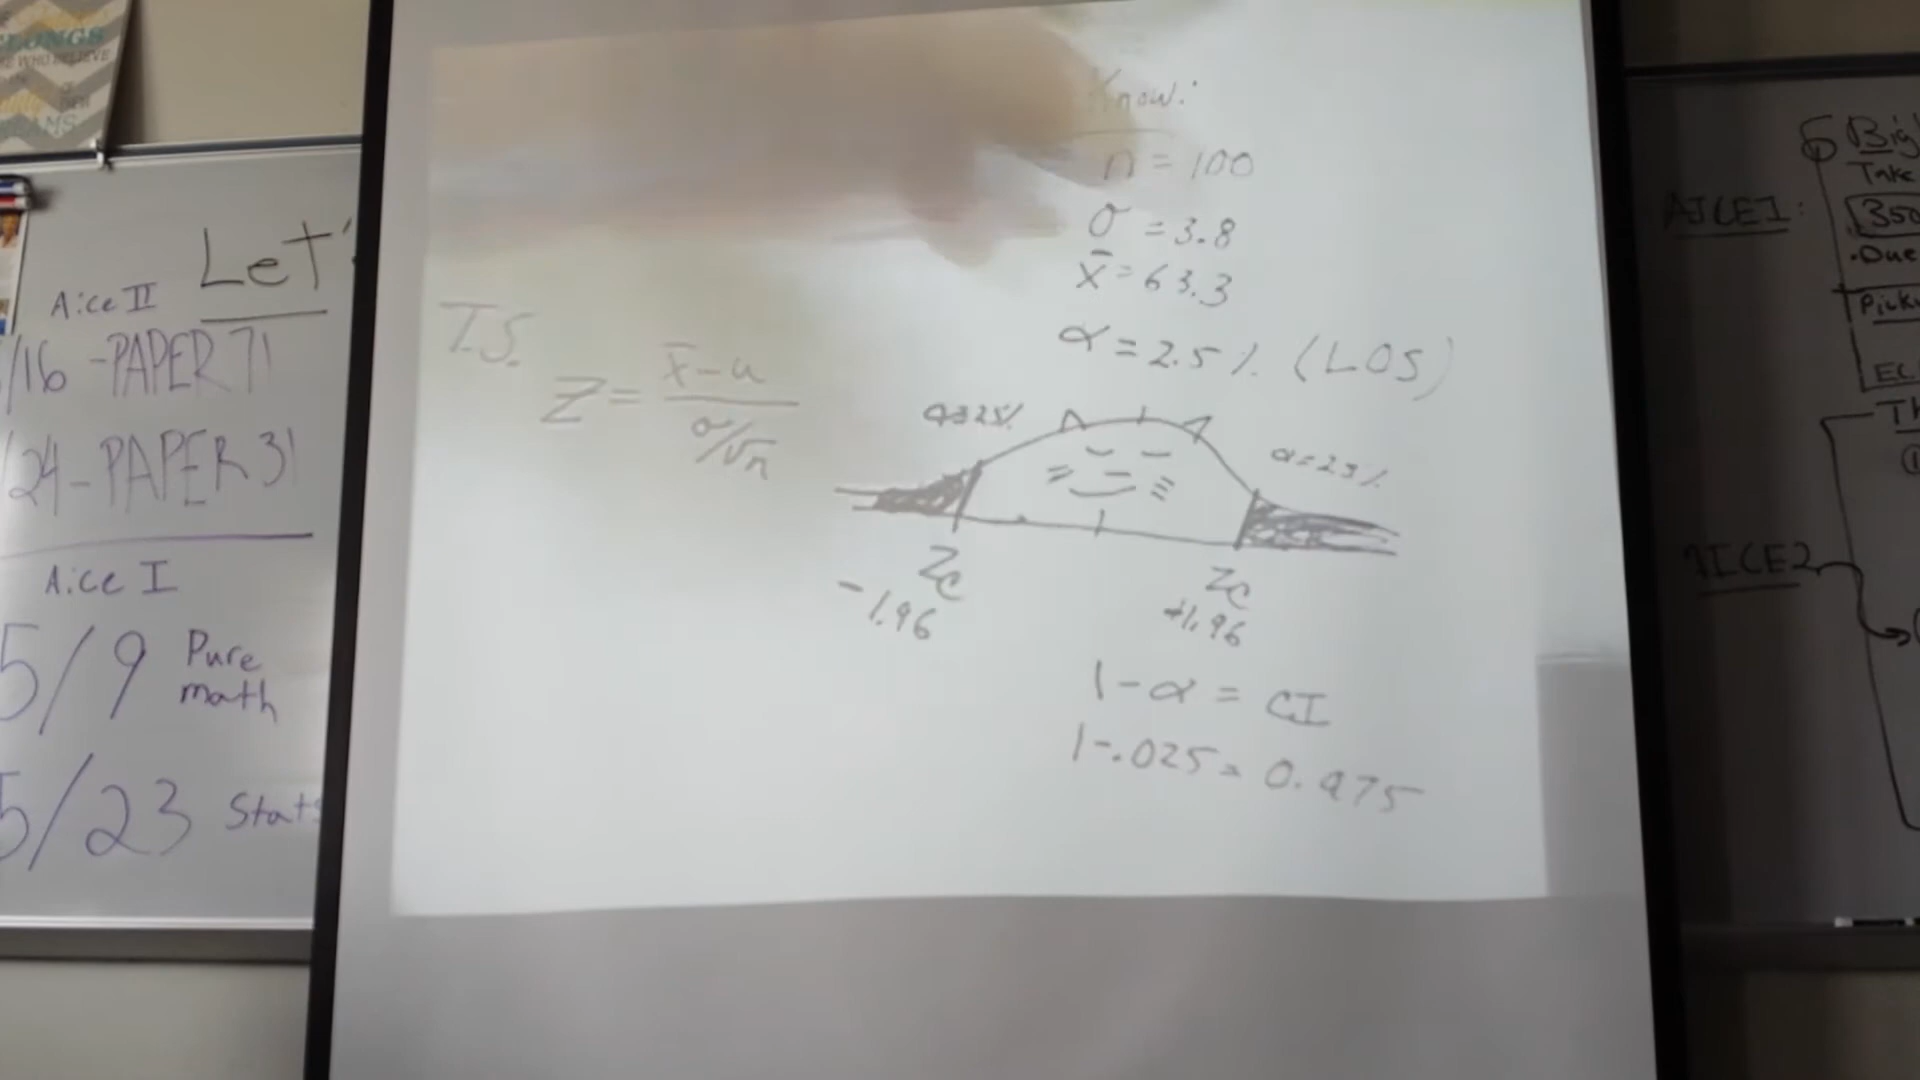 Let'
Aice II
/16 -PAPER 71
/24-PAPER 31
Aice I
5/9 Pure math
5/23 Stats
Know:
n = 100
σ = 3.8
x̄ = 63.3
α = 2.5% (LOS)
T.S.
Z = x̄-u / σ/√n
α=2.5%
Zc
-1.96
Zc
+1.96
1-α = CI
1-.025 = 0.975
AICE1:
5 Big
Take
350
·Due
Pick
EC
AICE2
Th